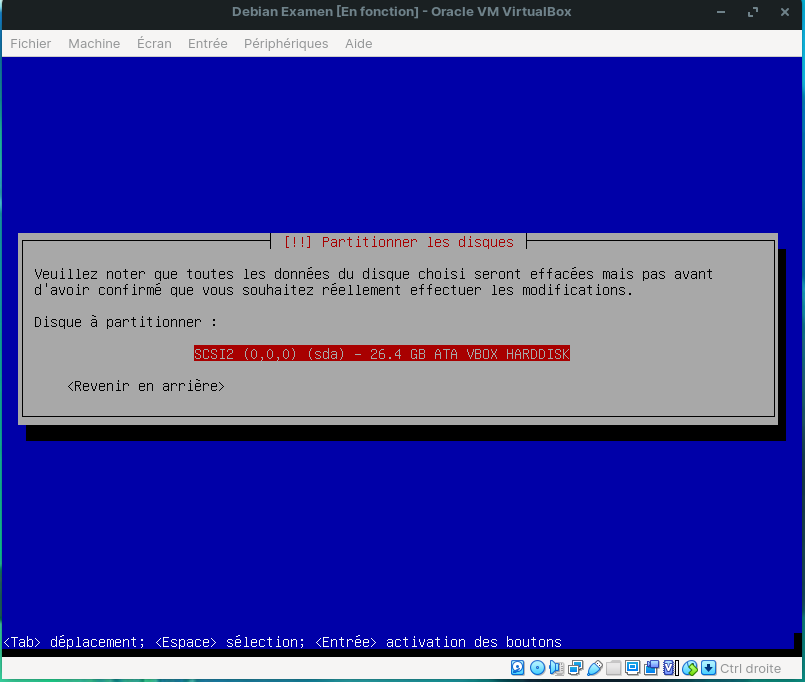 Debian Examen [En fonction] - Oracle VM VirtualBox
Fichier Machine Écran Entrée Périphériques Aide
[!!] Partitionner les disques
Veuillez noter que toutes les données du disque choisi seront effacées mais pas avant
d'avoir confirmé que vous souhaitez réellement effectuer les modifications.
Disque à partitionner :
SCSI2 (0,0,0) (sda) - 26.4 GB ATA VBOX HARDDISK
<Revenir en arrière>
<Tab> déplacement; <Espace> sélection; <Entrée> activation des boutons
Ctrl droite